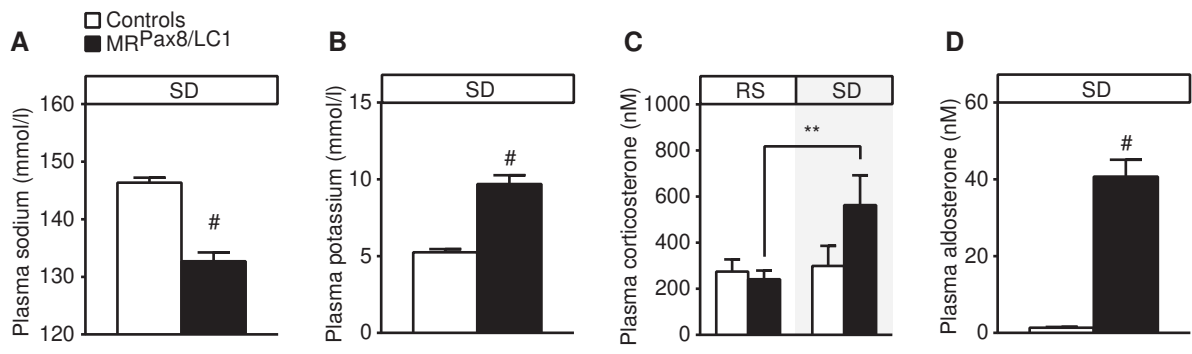 Controls
MRPax8/LC1
A
SD
Plasma sodium (mmol/l)
160
150
140
130
120
#
B
SD
Plasma potassium (mmol/l)
15
10
5
0
#
C
RS
SD
Plasma corticosterone (nM)
1000
800
600
400
200
0
**
D
SD
Plasma aldosterone (nM)
60
40
20
0
#